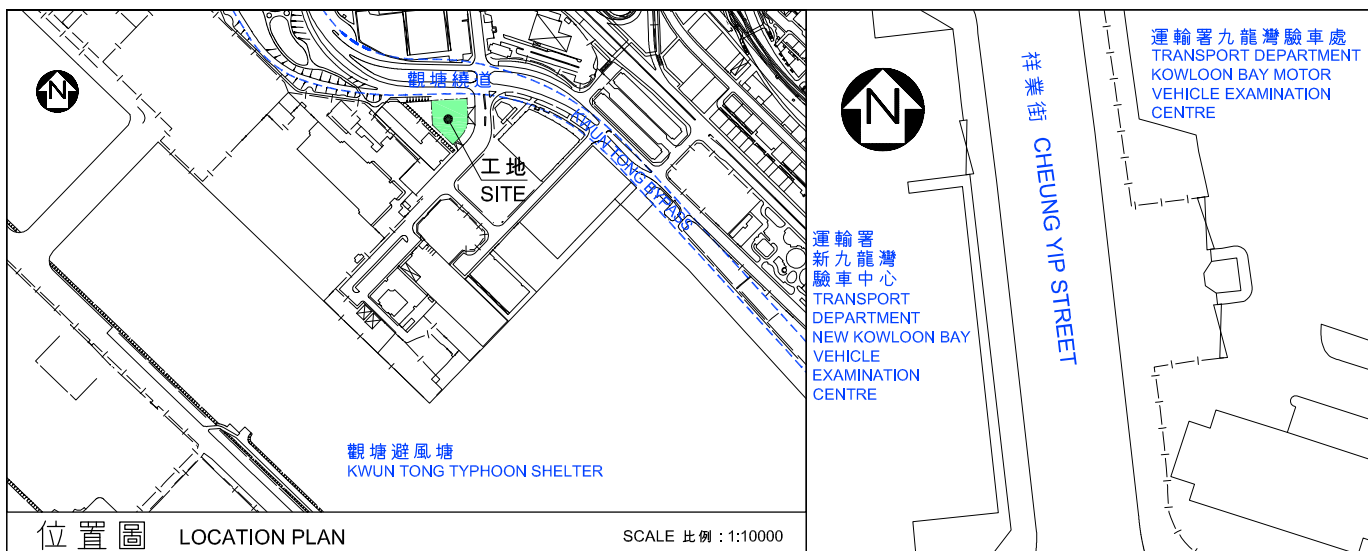 N
觀塘繞道
KWUN TONG BYPASS
工地
SITE
觀塘避風塘
KWUN TONG TYPHOON SHELTER
位置圖 LOCATION PLAN
SCALE 比例 : 1:10000
N
祥業街 CHEUNG YIP STREET
運輸署九龍灣驗車處
TRANSPORT DEPARTMENT
KOWLOON BAY MOTOR
VEHICLE EXAMINATION
CENTRE
運輸署
新九龍灣
驗車中心
TRANSPORT
DEPARTMENT
NEW KOWLOON BAY
VEHICLE
EXAMINATION
CENTRE